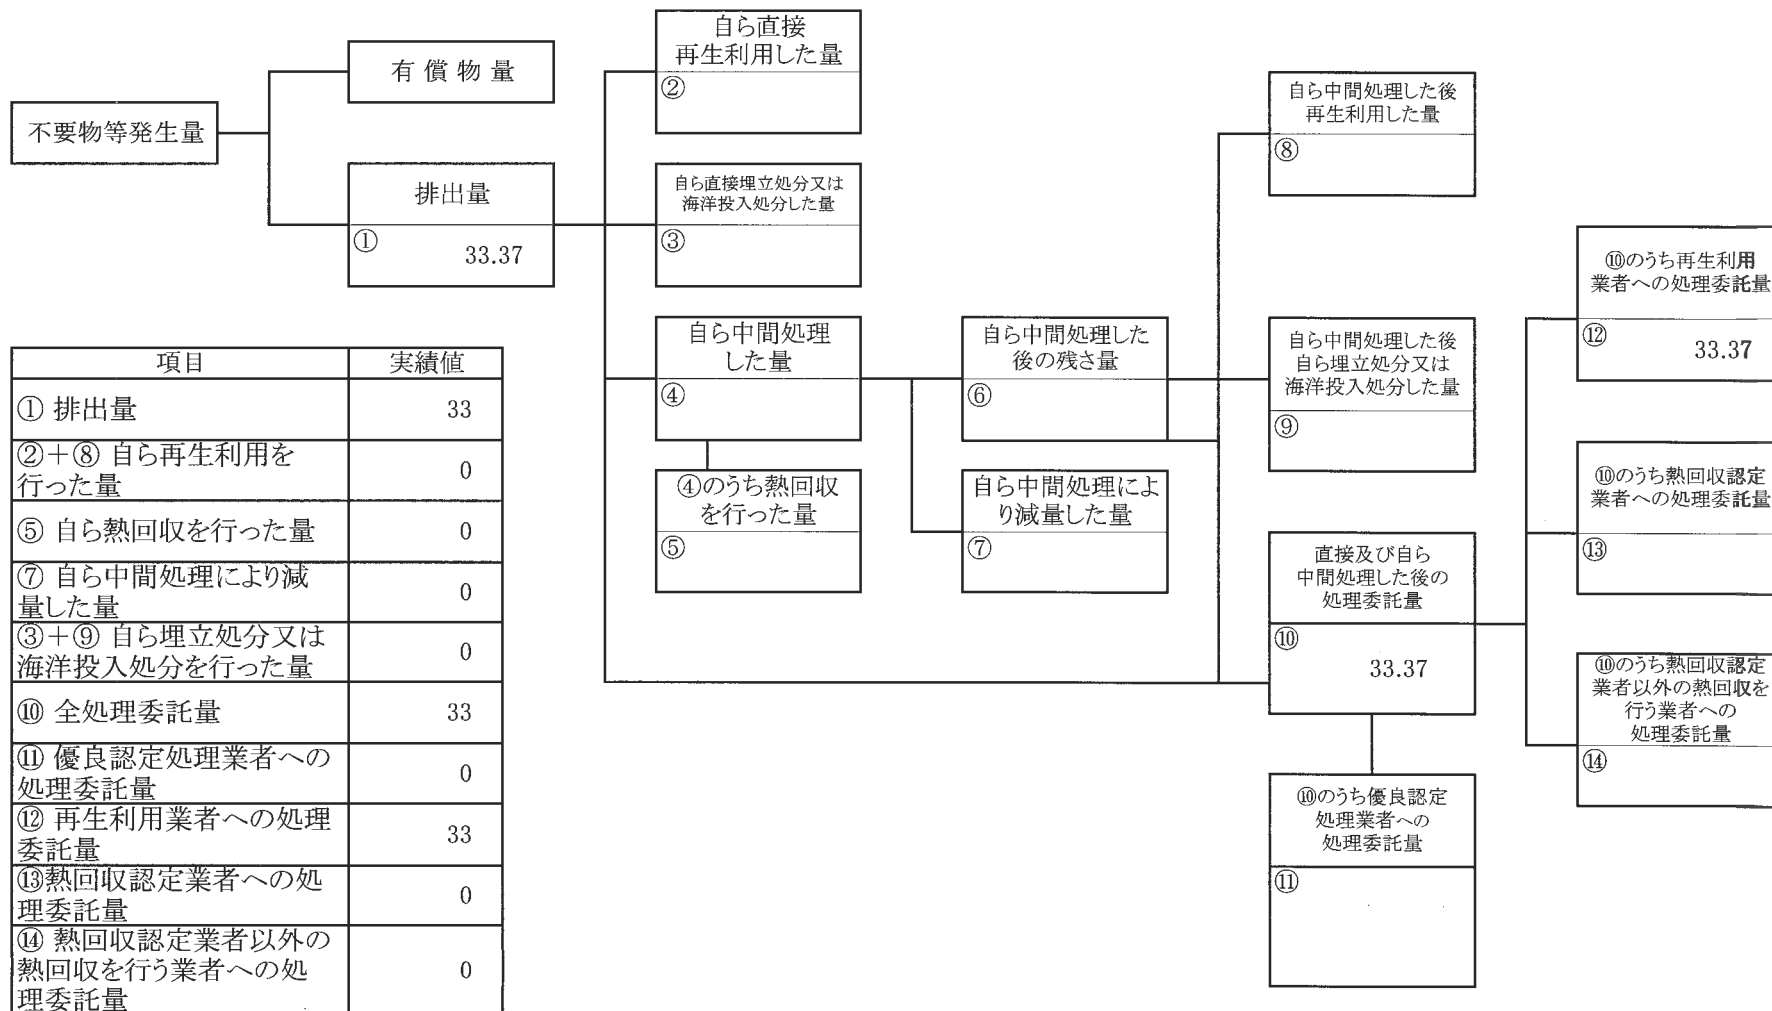 不要物等発生量
有償物量
排出量
①
33.37
自ら直接
再生利用した量
②
自ら直接埋立処分又は
海洋投入処分した量
③
自ら中間処理
した量
④
④のうち熱回収
を行った量
⑤
自ら中間処理した
後の残さ量
⑥
自ら中間処理によ
り減量した量
⑦
自ら中間処理した後
再生利用した量
⑧
自ら中間処理した後
自ら埋立処分又は
海洋投入処分した量
⑨
直接及び自ら
中間処理した後の
処理委託量
⑩
33.37
⑩のうち優良認定
処理業者への
処理委託量
⑪
⑩のうち再生利用
業者への処理委託量
⑫
33.37
⑩のうち熱回収認定
業者への処理委託量
⑬
⑩のうち熱回収認定
業者以外の熱回収を
行う業者への
処理委託量
⑭
項目 実績値
① 排出量 33
②+⑧ 自ら再生利用を
行った量 0
⑤ 自ら熱回収を行った量 0
⑦ 自ら中間処理により減
量した量 0
③+⑨ 自ら埋立処分又は
海洋投入処分を行った量 0
⑩ 全処理委託量 33
⑪ 優良認定処理業者への
処理委託量 0
⑫ 再生利用業者への処理
委託量 33
⑬熱回収認定業者への処
理委託量 0
⑭ 熱回収認定業者以外の
熱回収を行う業者への処
理委託量 0